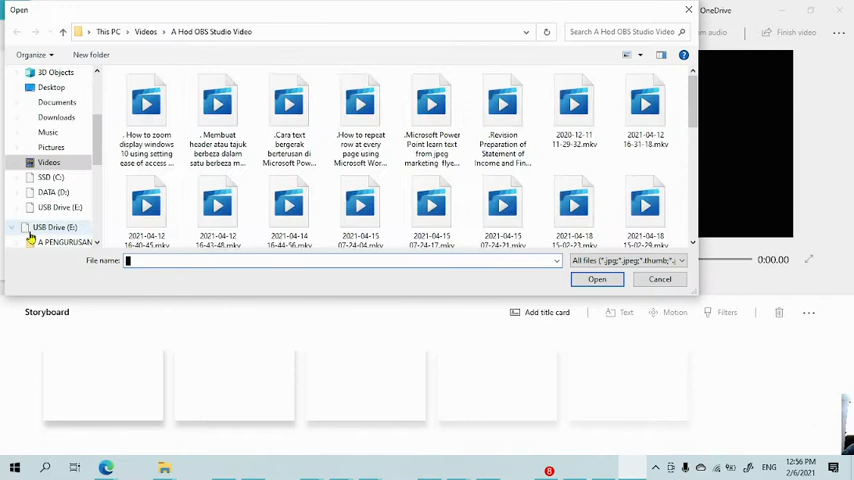 Open
OneDrive
This PC > Videos > A Hod OBS Studio Video
Search A Hod OBS Studio Video
Finish video
Organize
New folder
3D Objects
Desktop
Documents
Downloads
Music
Pictures
Videos
SSD (C:)
DATA (D:)
USB Drive (E:)
USB Drive (E:)
A PENGURUSAN
. How to zoom
display windows
10 using setting
ease of access ...
. Membuat
header atau tajuk
berbeza dalam
satu berbeza m...
.Cara text
bergerak
berterusan di
Microsoft Pow...
.How to repeat
row at every
page using
Microsoft Wor...
.Microsoft Power
Point learn text
from jpeg
marketing flye...
.Revision
Preparation of
Statement of
Income and Fin...
2020-12-11
11-29-32.mkv
2021-04-12
16-31-18.mkv
2021-04-12
16-40-45.mkv
2021-04-12
16-43-48.mkv
2021-04-12
14-44-56.mkv
2021-04-15
07-24-04.mkv
2021-04-15
07-24-17.mkv
2021-04-15
07-24-51.mkv
2021-04-18
15-02-23.mkv
2021-04-18
15-02-29.mkv
File name:
All files (*.jpg;*.jpeg;*.thumb;*.j
Open
Cancel
0:00.00
Storyboard
Add title card
Text
Motion
Filters
8
ENG
12:56 PM
2/6/2021